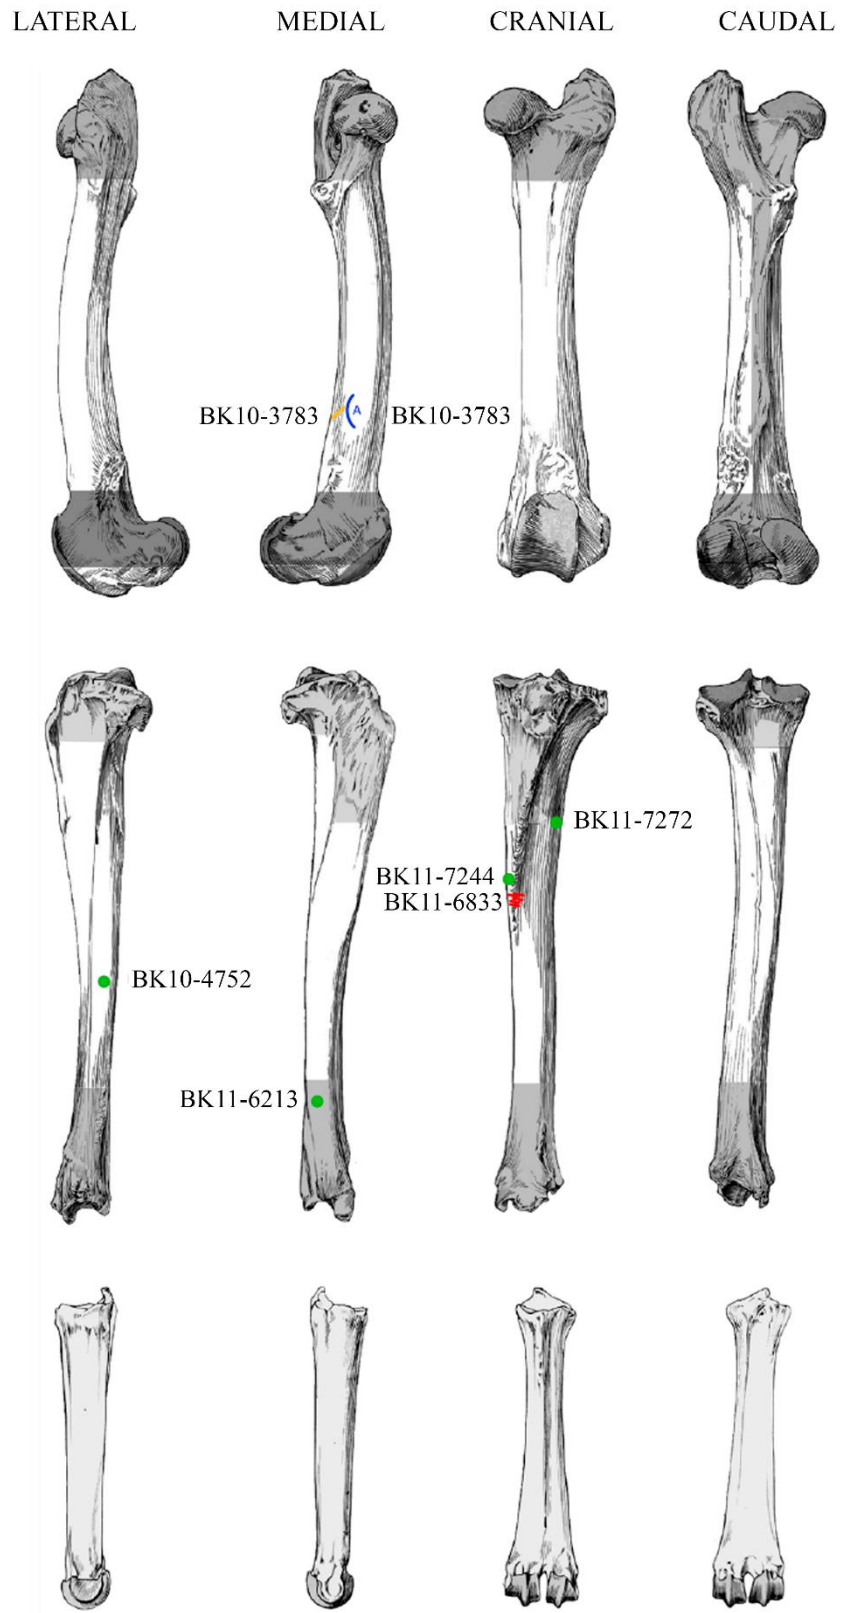 LATERAL MEDIAL CRANIAL CAUDAL
BK10-3783 A BK10-3783
BK11-7272
BK11-7244
BK11-6833
BK10-4752
BK11-6213